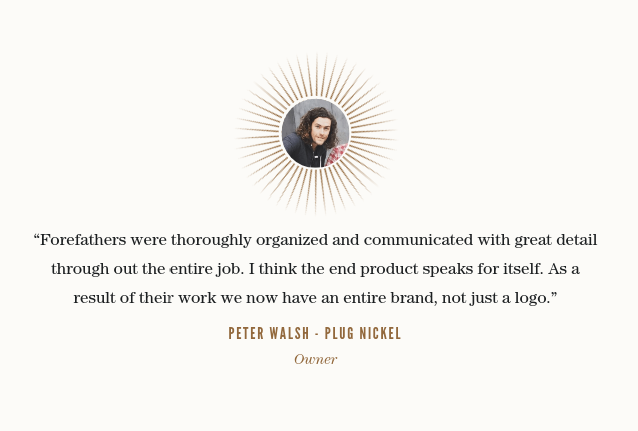 “Forefathers were thoroughly organized and communicated with great detail
through out the entire job. I think the end product speaks for itself. As a
result of their work we now have an entire brand, not just a logo.”
PETER WALSH - PLUG NICKEL
Owner